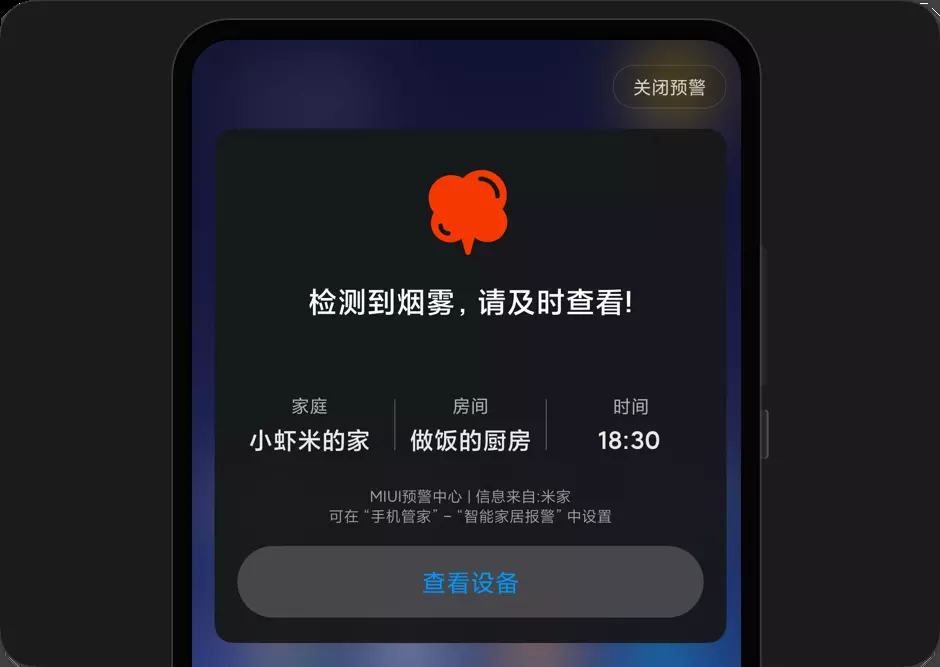 关闭预警
检测到烟雾，请及时查看!
家庭 房间 时间
小虾米的家 做饭的厨房 18:30
MIUI预警中心 | 信息来自:米家
可在“手机管家”-“智能家居报警”中设置
查看设备